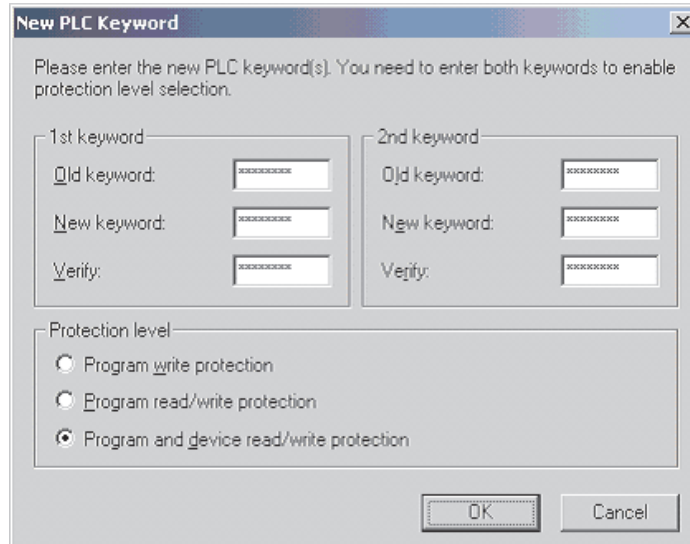 New PLC Keyword
Please enter the new PLC keyword(s). You need to enter both keywords to enable
protection level selection.
1st keyword
Old keyword: ********
New keyword: ********
Verify: ********
2nd keyword
Old keyword: ********
New keyword: ********
Verify: ********
Protection level
Program write protection
Program read/write protection
Program and device read/write protection
OK
Cancel